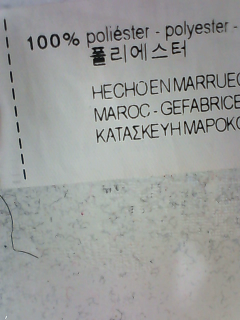 100% poliéster - polyester -
폴리에스터
HECHO EN MARRUEC
MAROC - GEFABRICE
ΚΑΤΑΣΚΕΥΗ ΜΑΡΟΚΟ